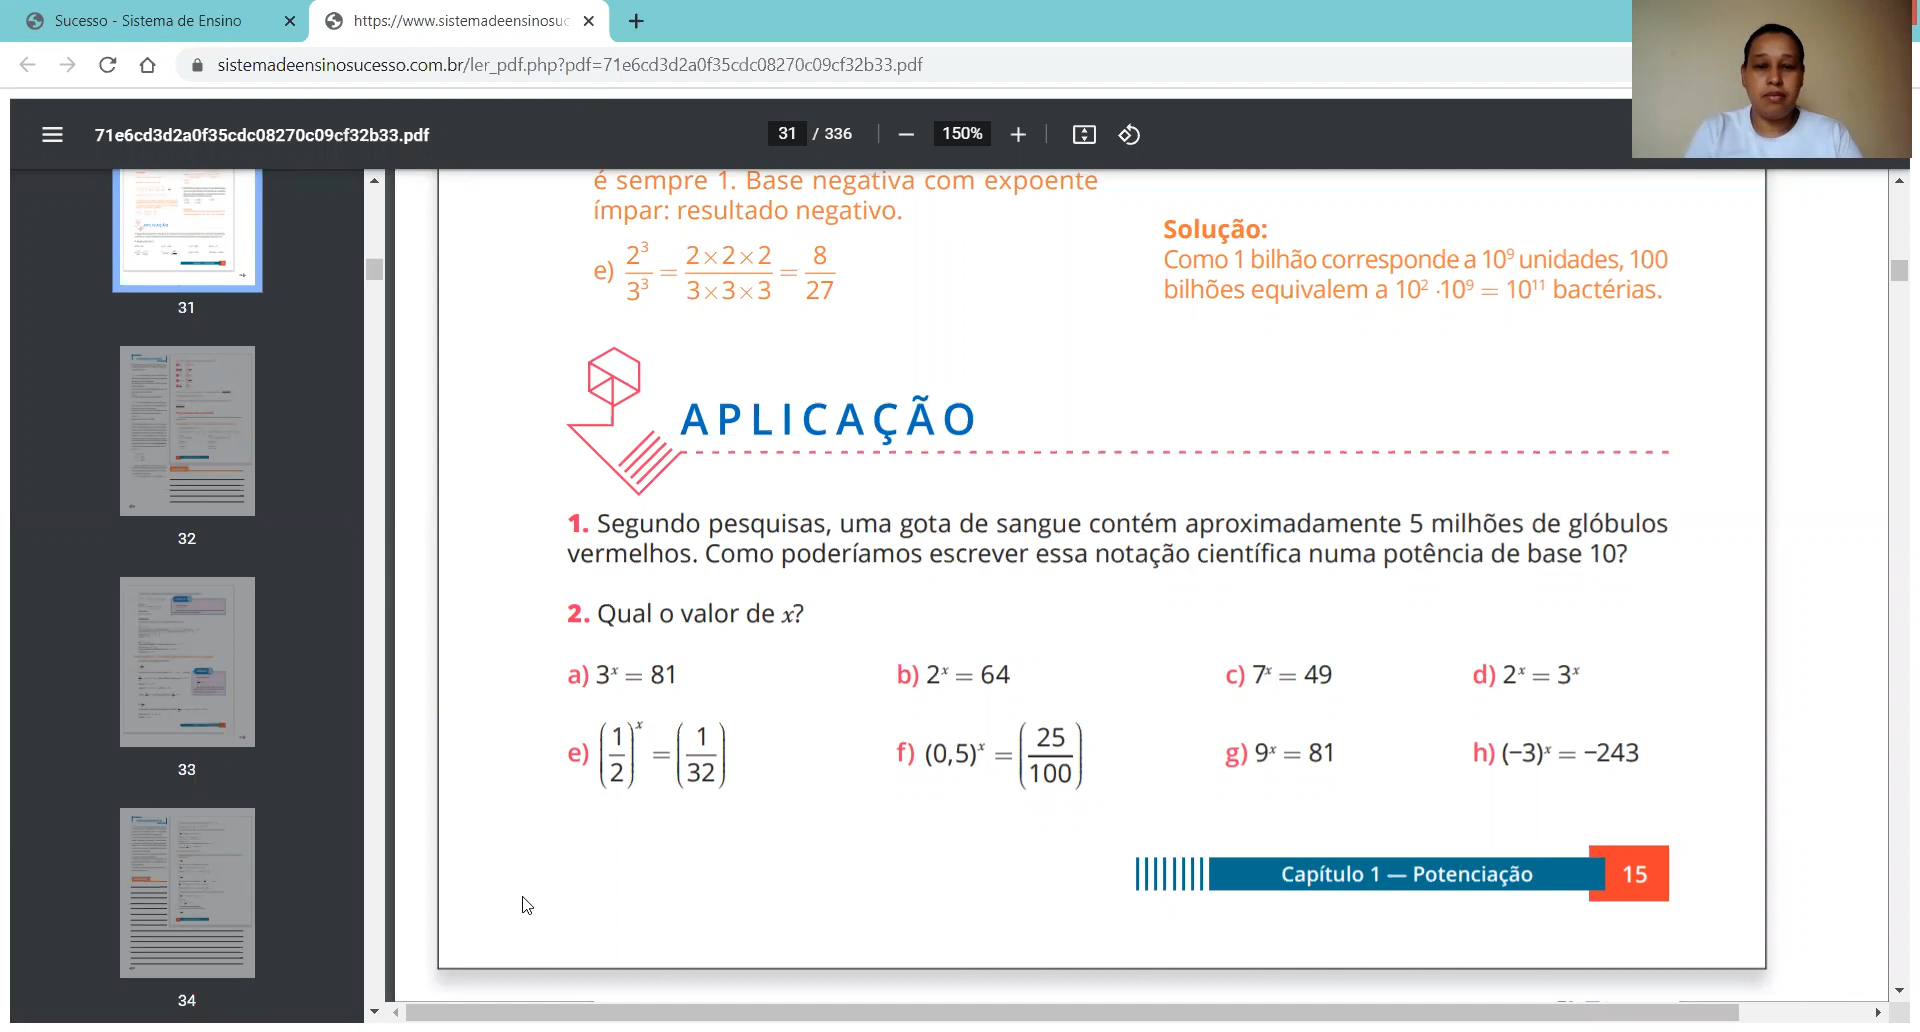 Sucesso - Sistema de Ensino
https://www.sistemadeensinosuc
sistemadeensinosucesso.com.br/ler_pdf.php?pdf=71e6cd3d2a0f35cdc08270c09cf32b33.pdf
71e6cd3d2a0f35cdc08270c09cf32b33.pdf
31 / 336
150%
31
32
33
34
é sempre 1. Base negativa com expoente
ímpar: resultado negativo.
e) 2³/3³ = 2×2×2/3×3×3 = 8/27
Solução:
Como 1 bilhão corresponde a 10⁹ unidades, 100
bilhões equivalem a 10² ·10⁹ = 10¹¹ bactérias.
APLICAÇÃO
1. Segundo pesquisas, uma gota de sangue contém aproximadamente 5 milhões de glóbulos
vermelhos. Como poderíamos escrever essa notação científica numa potência de base 10?
2. Qual o valor de x?
a) 3ˣ = 81 b) 2ˣ = 64 c) 7ˣ = 49 d) 2ˣ = 3ˣ
e) (1/2)ˣ = (1/32) f) (0,5)ˣ = (25/100) g) 9ˣ = 81 h) (−3)ˣ = −243
Capítulo 1 — Potenciação 15